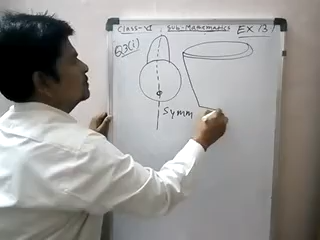 Class-VI Sub-Mathematics EX 13.1
Q3(i)
Symm